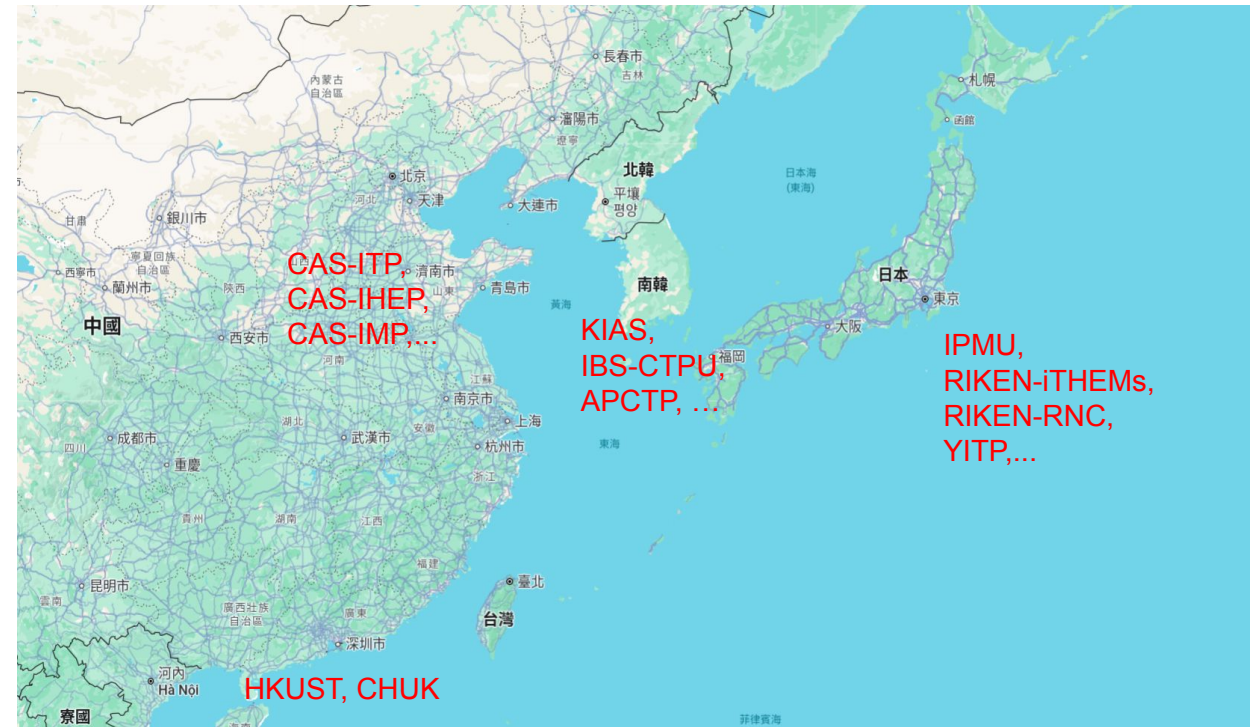 長春市
吉林
內蒙古
自治區
瀋陽市
遼寧
札幌
函館
北京
河北
天津
大連市
北韓
平壤
평양
日本海
(東海)
甘肅
銀川市
寧夏回族
自治區
西寧市
蘭州市
陝西
CAS-ITP,
CAS-IHEP,
CAS-IMP,...
濟南市
山東
青島市
黃海
南韓
日本
東京
大阪
福岡
中國
西安市
河南
KIAS,
IBS-CTPU,
APCTP, ...
IPMU,
RIKEN-iTHEMs,
RIKEN-RNC,
YITP,...
江蘇
南京市
安徽
上海
湖北
武漢市
杭州市
浙江
東海
成都市
四川
重慶
貴州
湖南
江西
福建
昆明市
雲南
廣西壯族
自治區
廣東
深圳市
臺北
台灣
河內
Hà Nội
HKUST, CHUK
寮國
菲律賓海